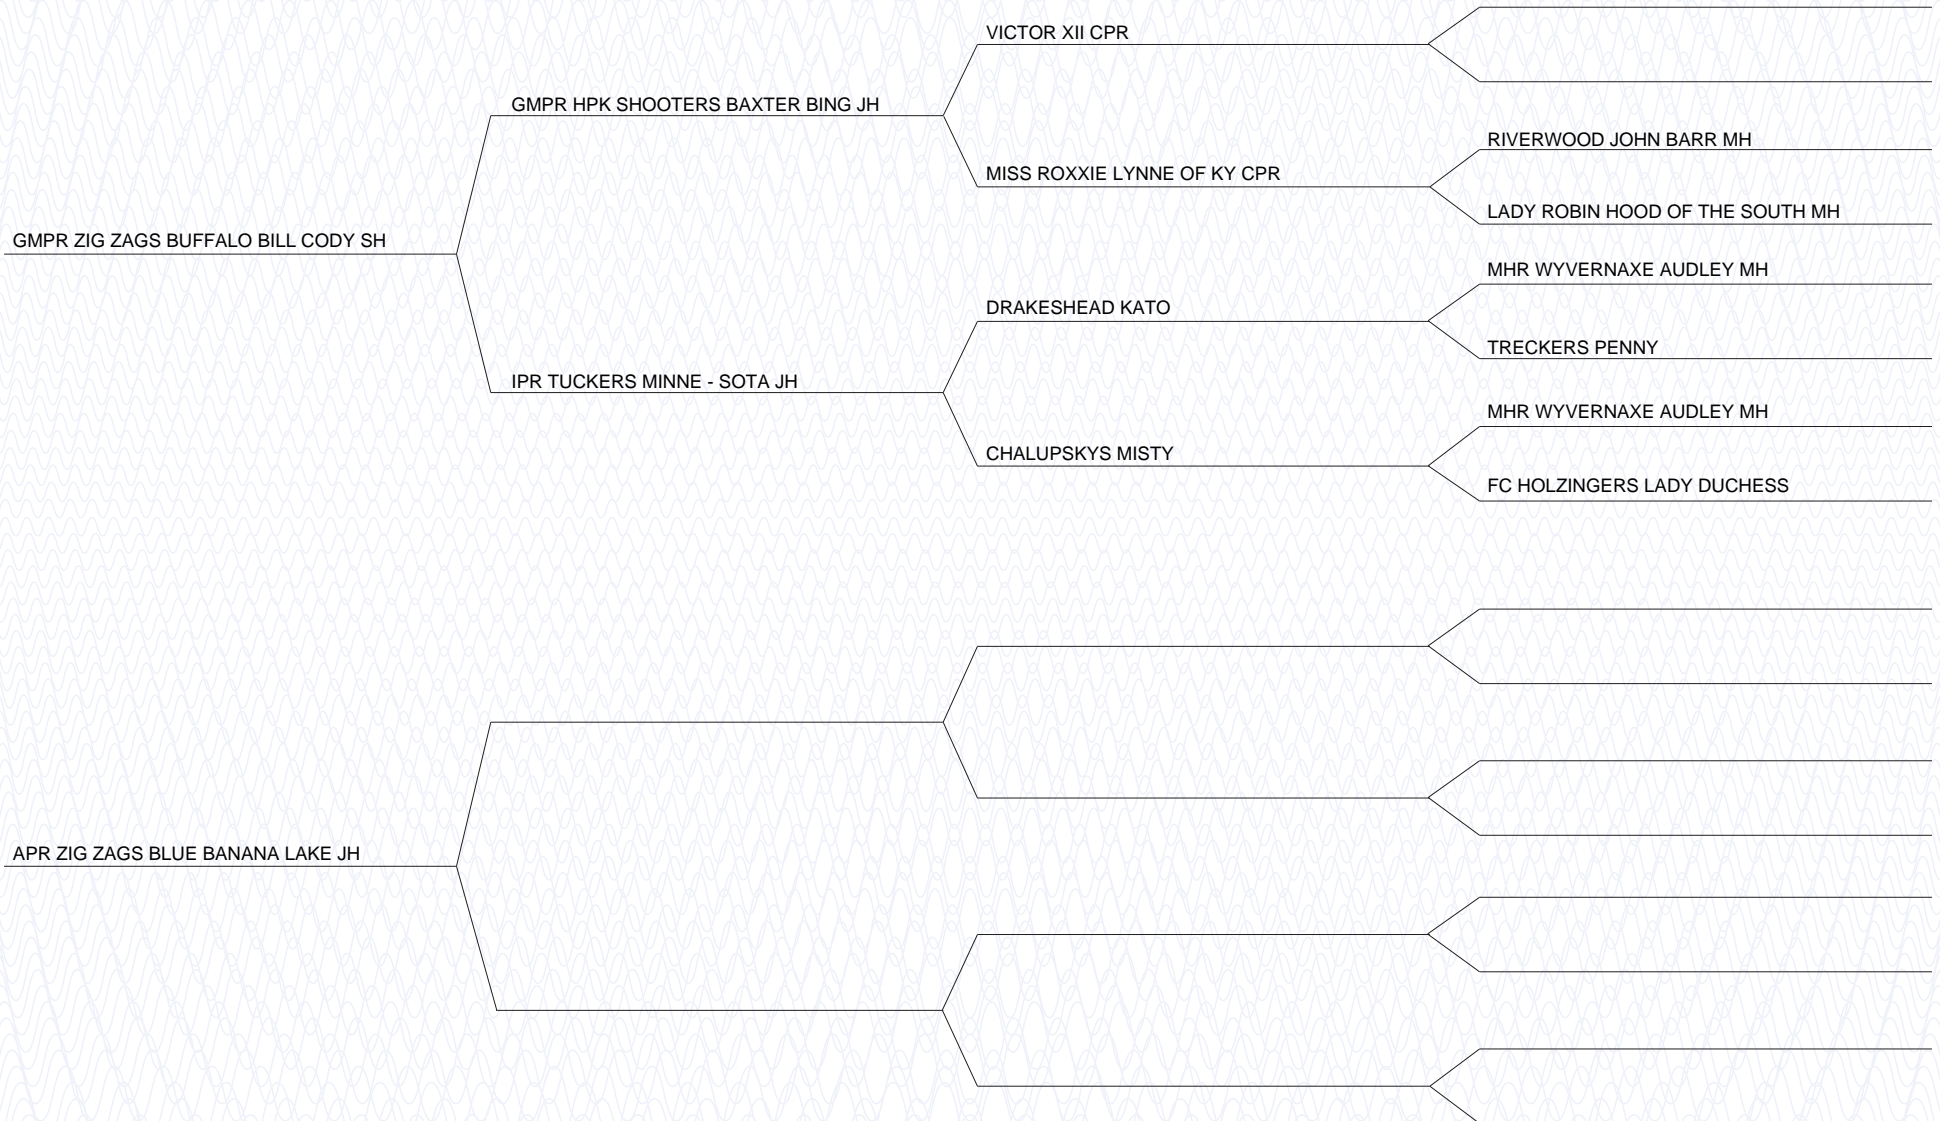 VICTOR XII CPR
GMPR HPK SHOOTERS BAXTER BING JH
RIVERWOOD JOHN BARR MH
MISS ROXXIE LYNNE OF KY CPR
LADY ROBIN HOOD OF THE SOUTH MH
GMPR ZIG ZAGS BUFFALO BILL CODY SH
MHR WYVERNAXE AUDLEY MH
DRAKESHEAD KATO
TRECKERS PENNY
IPR TUCKERS MINNE - SOTA JH
MHR WYVERNAXE AUDLEY MH
CHALUPSKYS MISTY
FC HOLZINGERS LADY DUCHESS
APR ZIG ZAGS BLUE BANANA LAKE JH